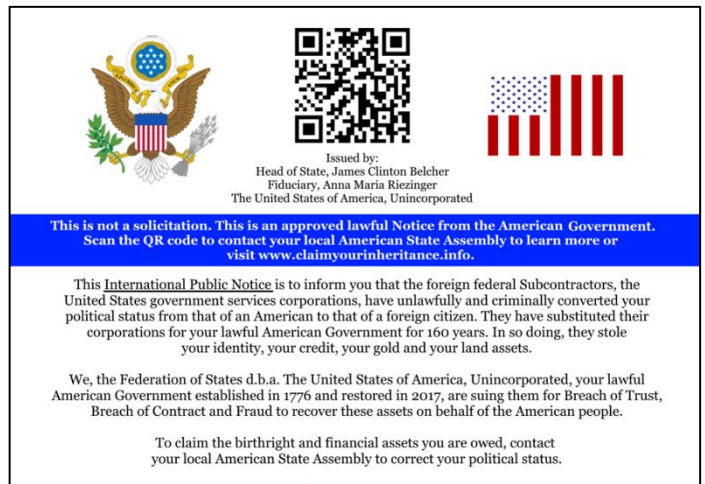 Issued by:
Head of State, James Clinton Belcher
Fiduciary, Anna Maria Riezinger
The United States of America, Unincorporated
This is not a solicitation. This is an approved lawful Notice from the American Government.
Scan the QR code to contact your local American State Assembly to learn more or
visit www.claimyourinheritance.info.
This International Public Notice is to inform you that the foreign federal Subcontractors, the
United States government services corporations, have unlawfully and criminally converted your
political status from that of an American to that of a foreign citizen. They have substituted their
corporations for your lawful American Government for 160 years. In so doing, they stole
your identity, your credit, your gold and your land assets.
We, the Federation of States d.b.a. The United States of America, Unincorporated, your lawful
American Government established in 1776 and restored in 2017, are suing them for Breach of Trust,
Breach of Contract and Fraud to recover these assets on behalf of the American people.
To claim the birthright and financial assets you are owed, contact
your local American State Assembly to correct your political status.